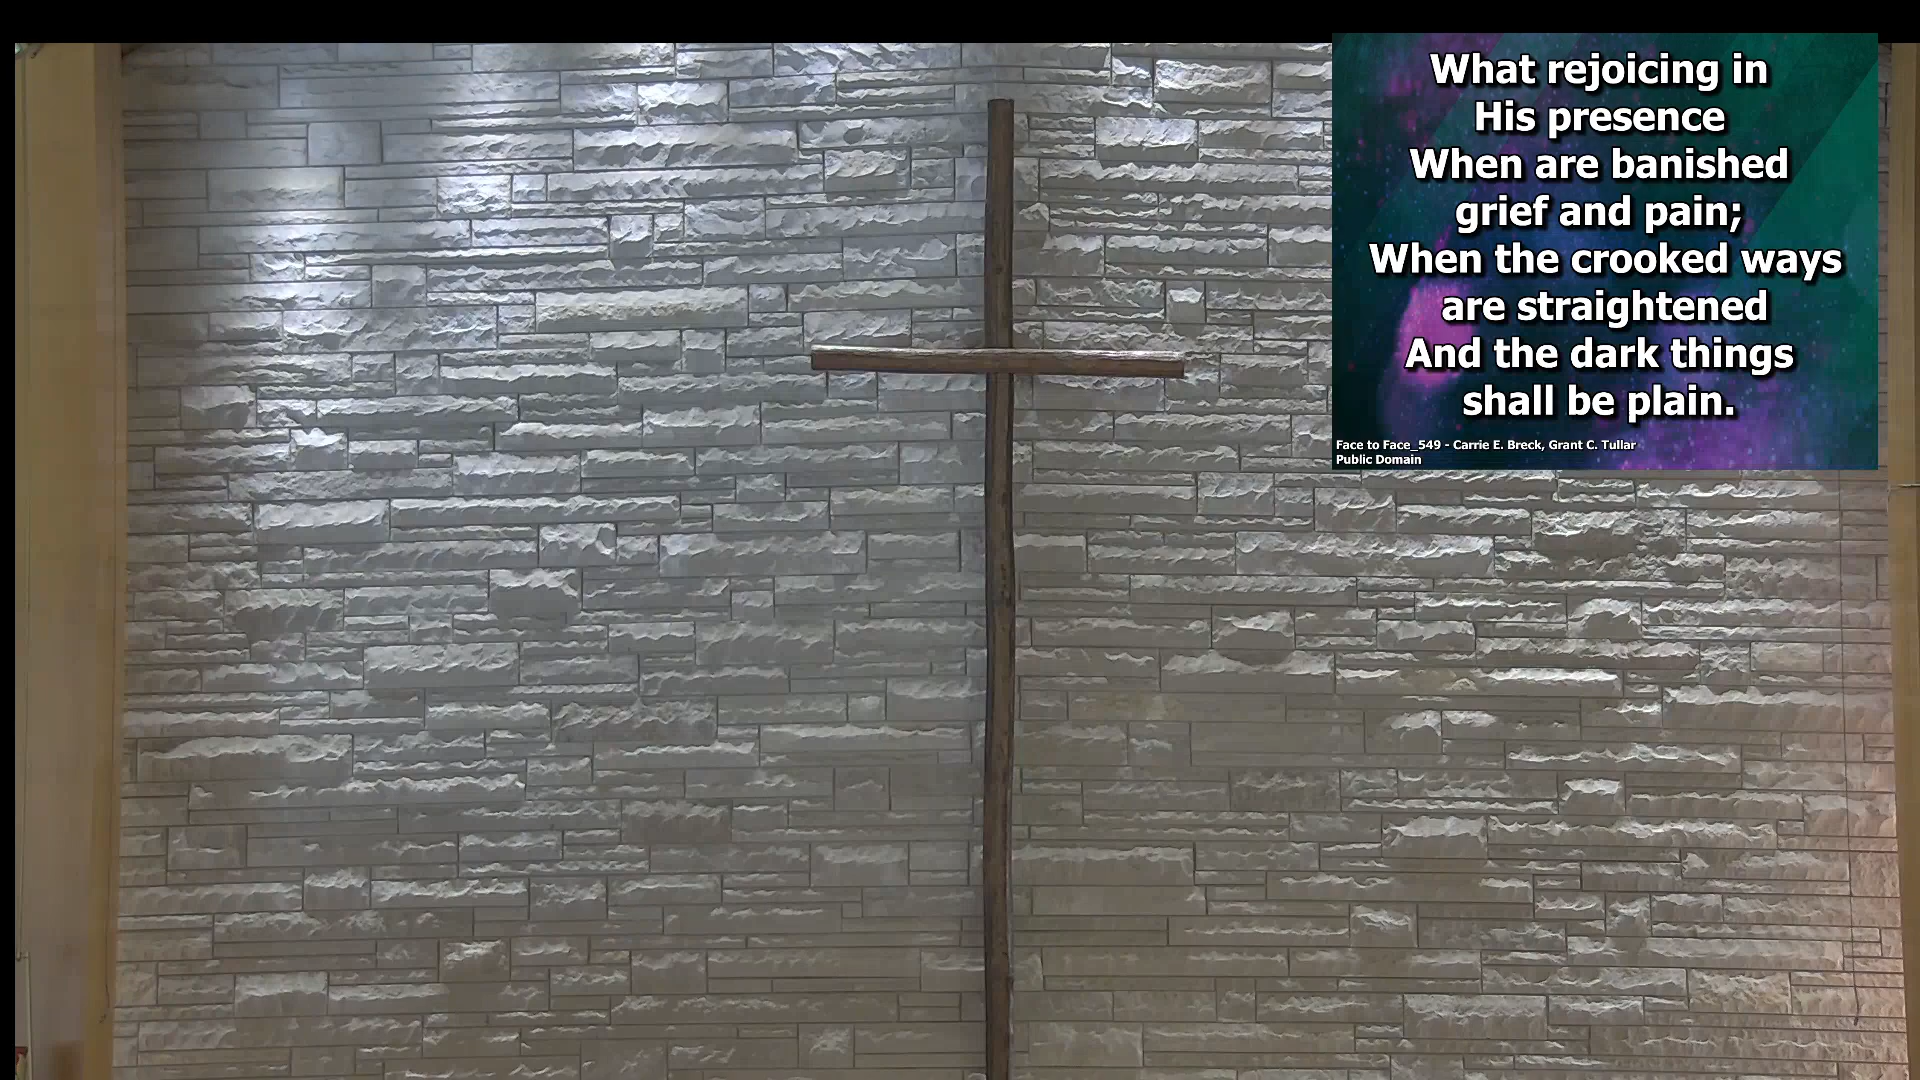 What rejoicing in
His presence
When are banished
grief and pain;
When the crooked ways
are straightened
And the dark things
shall be plain.
Face to Face_549 - Carrie E. Breck, Grant C. Tullar
Public Domain